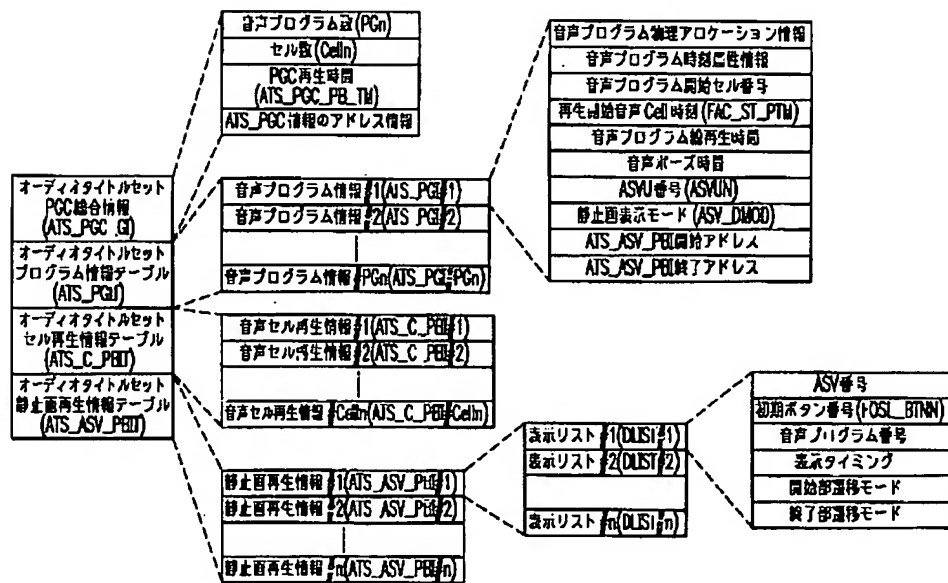 音声プログラム数(PGn)
セル数(Celln)
PGC再生時間
(ATS_PGC_PB_TM)
ATS_PGC情報のアドレス情報
音声プログラム物理アロケーション情報
音声プログラム時刻属性情報
音声プログラム開始セル番号
再生開始音声Cell時刻(FAC_ST_PTM)
音声プログラム総再生時間
音声ポーズ時間
ASVU番号(ASVUN)
静止画表示モード(ASV_DMOD)
ATS_ASV_PBI開始アドレス
ATS_ASV_PBI終了アドレス
オーディオタイトルセット
PGC総合情報
(ATS_PGC_GI)
オーディオタイトルセット
プログラム情報テーブル
(ATS_PGIT)
オーディオタイトルセット
セル再生情報テーブル
(ATS_C_PBIT)
オーディオタイトルセット
静止画再生情報テーブル
(ATS_ASV_PBIT)
音声プログラム情報#1(ATS_PGI#1)
音声プログラム情報#2(ATS_PGI#2)
音声プログラム情報#PGn(ATS_PGI#PGn)
音声セル再生情報#1(ATS_C_PBI#1)
音声セル再生情報#2(ATS_C_PBI#2)
音声セル再生情報#Celln(ATS_C_PBI#Celln)
静止画再生情報#1(ATS_ASV_PBI#1)
静止画再生情報#2(ATS_ASV_PBI#2)
静止画再生情報#n(ATS_ASV_PBI#n)
表示リスト#1(DLIST#1)
表示リスト#2(DLIST#2)
表示リスト#n(DLIST#n)
ASV番号
初期ボタン番号(FOSL_BTNN)
音声プログラム番号
表示タイミング
開始部遷移モード
終了部遷移モード